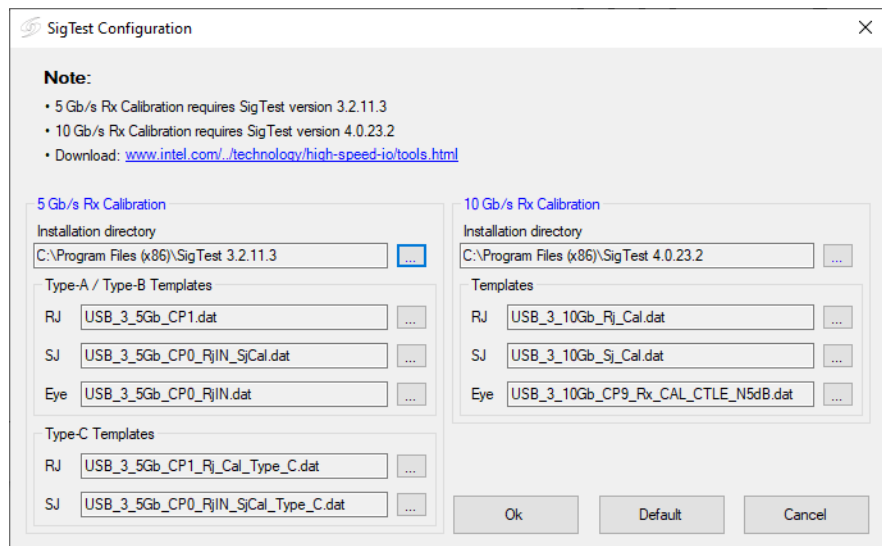 SigTest Configuration
Note:
• 5 Gb/s Rx Calibration requires SigTest version 3.2.11.3
• 10 Gb/s Rx Calibration requires SigTest version 4.0.23.2
• Download: www.intel.com/../technology/high-speed-io/tools.html
5 Gb/s Rx Calibration
Installation directory
C:\Program Files (x86)\SigTest 3.2.11.3 ...
Type-A / Type-B Templates
RJ USB_3_5Gb_CP1.dat ...
SJ USB_3_5Gb_CP0_RjIN_SjCal.dat ...
Eye USB_3_5Gb_CP0_RjIN.dat ...
Type-C Templates
RJ USB_3_5Gb_CP1_Rj_Cal_Type_C.dat ...
SJ USB_3_5Gb_CP0_RjIN_SjCal_Type_C.dat ...
10 Gb/s Rx Calibration
Installation directory
C:\Program Files (x86)\SigTest 4.0.23.2 ...
Templates
RJ USB_3_10Gb_Rj_Cal.dat ...
SJ USB_3_10Gb_Sj_Cal.dat ...
Eye USB_3_10Gb_CP9_Rx_CAL_CTLE_N5dB.dat ...
Ok Default Cancel